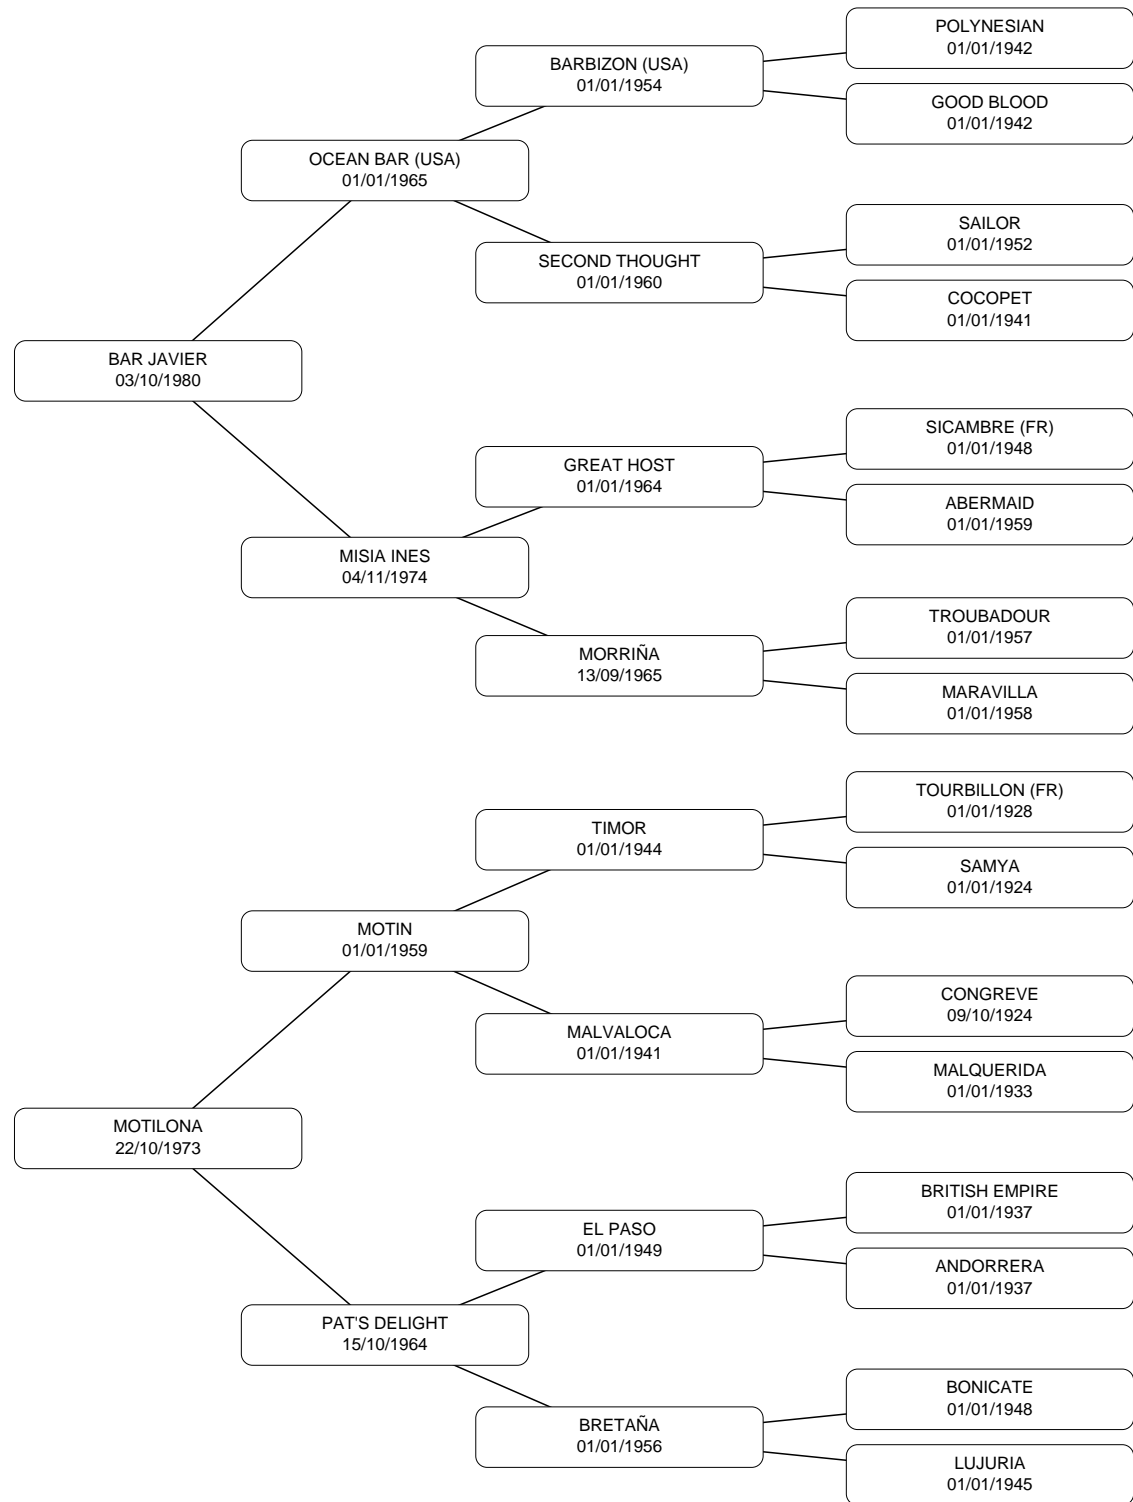 POLYNESIAN
01/01/1942
BARBIZON (USA)
01/01/1954
GOOD BLOOD
01/01/1942
OCEAN BAR (USA)
01/01/1965
SAILOR
01/01/1952
SECOND THOUGHT
01/01/1960
COCOPET
01/01/1941
BAR JAVIER
03/10/1980
SICAMBRE (FR)
01/01/1948
GREAT HOST
01/01/1964
ABERMAID
01/01/1959
MISIA INES
04/11/1974
TROUBADOUR
01/01/1957
MORRIÑA
13/09/1965
MARAVILLA
01/01/1958
TOURBILLON (FR)
01/01/1928
TIMOR
01/01/1944
SAMYA
01/01/1924
MOTIN
01/01/1959
CONGREVE
09/10/1924
MALVALOCA
01/01/1941
MALQUERIDA
01/01/1933
MOTILONA
22/10/1973
BRITISH EMPIRE
01/01/1937
EL PASO
01/01/1949
ANDORRERA
01/01/1937
PAT'S DELIGHT
15/10/1964
BONICATE
01/01/1948
BRETAÑA
01/01/1956
LUJURIA
01/01/1945